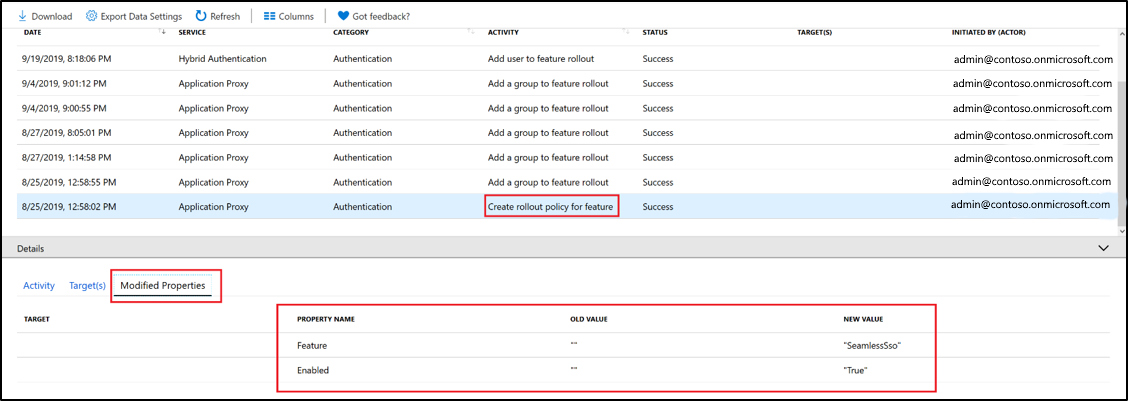 Download Export Data Settings Refresh Columns Got feedback?
DATE SERVICE CATEGORY ACTIVITY STATUS TARGET(S) INITIATED BY (ACTOR)
9/19/2019, 8:18:06 PM Hybrid Authentication Authentication Add user to feature rollout Success admin@contoso.onmicrosoft.com
9/4/2019, 9:01:12 PM Application Proxy Authentication Add a group to feature rollout Success admin@contoso.onmicrosoft.com
9/4/2019, 9:00:55 PM Application Proxy Authentication Add a group to feature rollout Success admin@contoso.onmicrosoft.com
8/27/2019, 8:05:01 PM Application Proxy Authentication Add a group to feature rollout Success admin@contoso.onmicrosoft.com
8/27/2019, 1:14:58 PM Application Proxy Authentication Add a group to feature rollout Success admin@contoso.onmicrosoft.com
8/25/2019, 12:58:55 PM Application Proxy Authentication Add a group to feature rollout Success admin@contoso.onmicrosoft.com
8/25/2019, 12:58:02 PM Application Proxy Authentication Create rollout policy for feature Success admin@contoso.onmicrosoft.com
Details
Activity Target(s) Modified Properties
TARGET PROPERTY NAME OLD VALUE NEW VALUE
Feature "" "SeamlessSso"
Enabled "" "True"